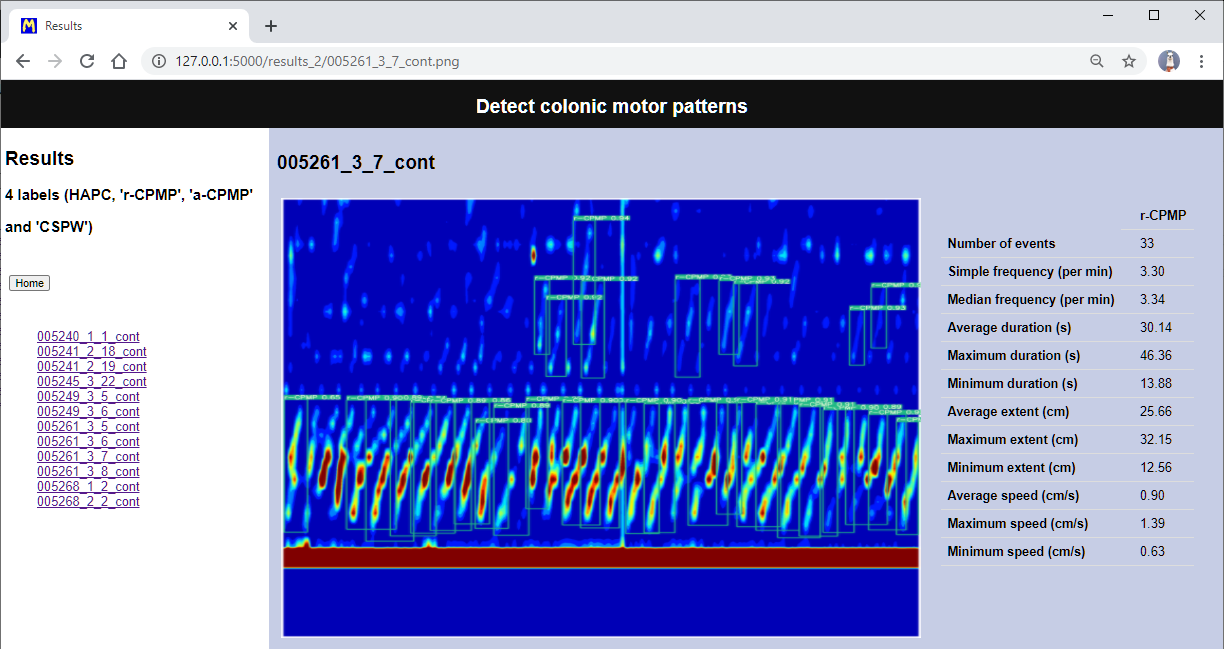 Results
127.0.0.1:5000/results_2/005261_3_7_cont.png
Detect colonic motor patterns
Results
4 labels (HAPC, 'r-CPMP', 'a-CPMP'
and 'CSPW')
Home
005240_1_1_cont
005241_2_18_cont
005241_2_19_cont
005245_3_22_cont
005249_3_5_cont
005249_3_6_cont
005261_3_5_cont
005261_3_6_cont
005261_3_7_cont
005261_3_8_cont
005268_1_2_cont
005268_2_2_cont
005261_3_7_cont
r-CPMP
Number of events 33
Simple frequency (per min) 3.30
Median frequency (per min) 3.34
Average duration (s) 30.14
Maximum duration (s) 46.36
Minimum duration (s) 13.88
Average extent (cm) 25.66
Maximum extent (cm) 32.15
Minimum extent (cm) 12.56
Average speed (cm/s) 0.90
Maximum speed (cm/s) 1.39
Minimum speed (cm/s) 0.63